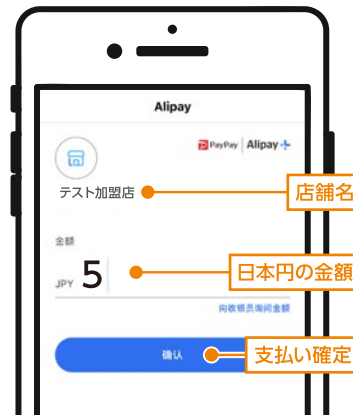 Alipay
PayPay Alipay+
テスト加盟店
店舗名
金額
JPY 5
日本円の金額
向收银员询问金额
确认
支払い確定